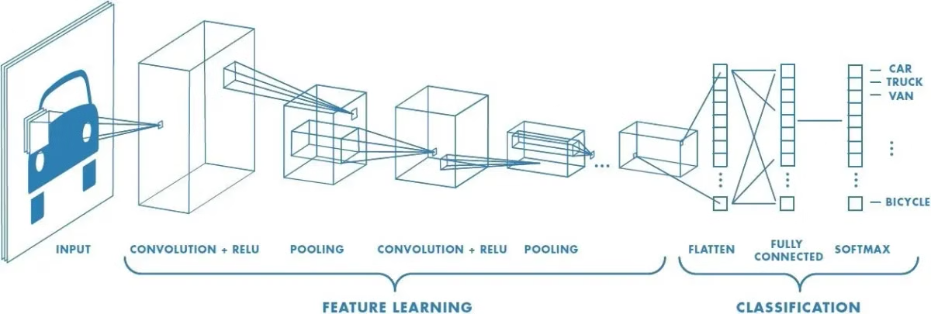 CAR
TRUCK
VAN
BICYCLE
INPUT
CONVOLUTION + RELU
POOLING
CONVOLUTION + RELU
POOLING
FLATTEN
FULLY
CONNECTED
SOFTMAX
FEATURE LEARNING
CLASSIFICATION